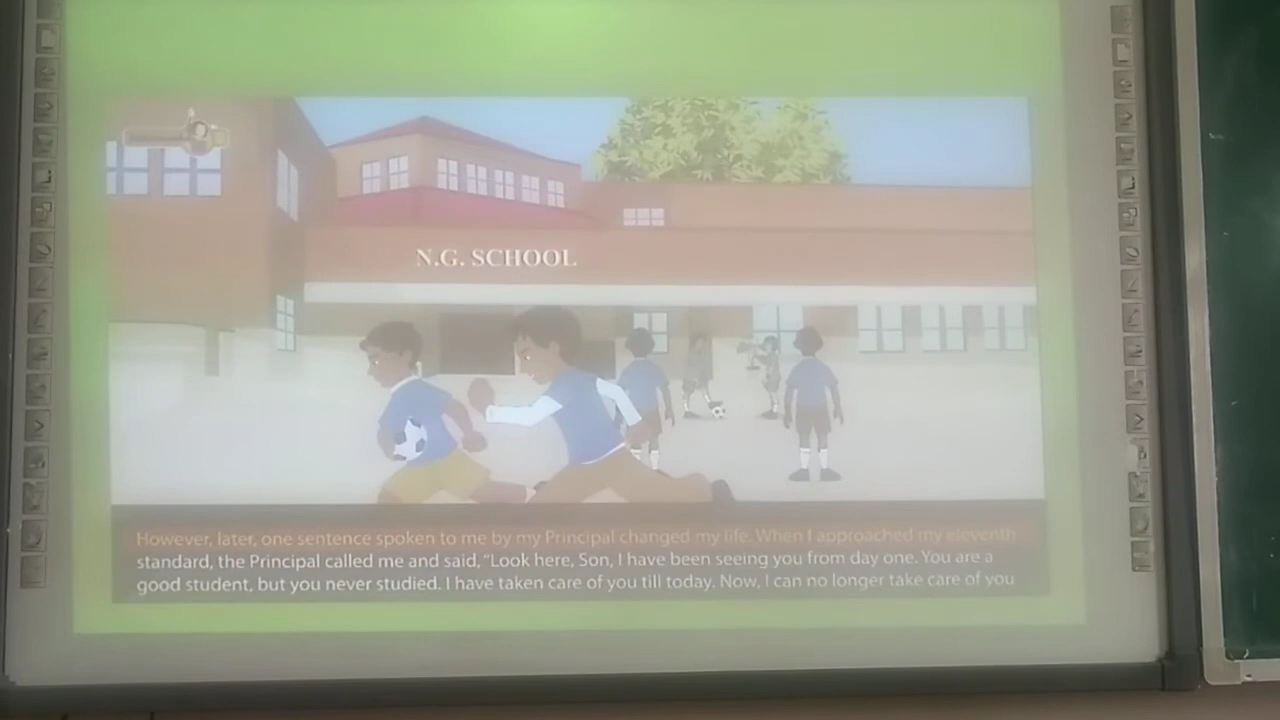 N.G. SCHOOL
However, later, one sentence spoken to me by my Principal changed my life. When I approached my eleventh
standard, the Principal called me and said, “Look here, Son, I have been seeing you from day one. You are a
good student, but you never studied. I have taken care of you till today. Now, I can no longer take care of you